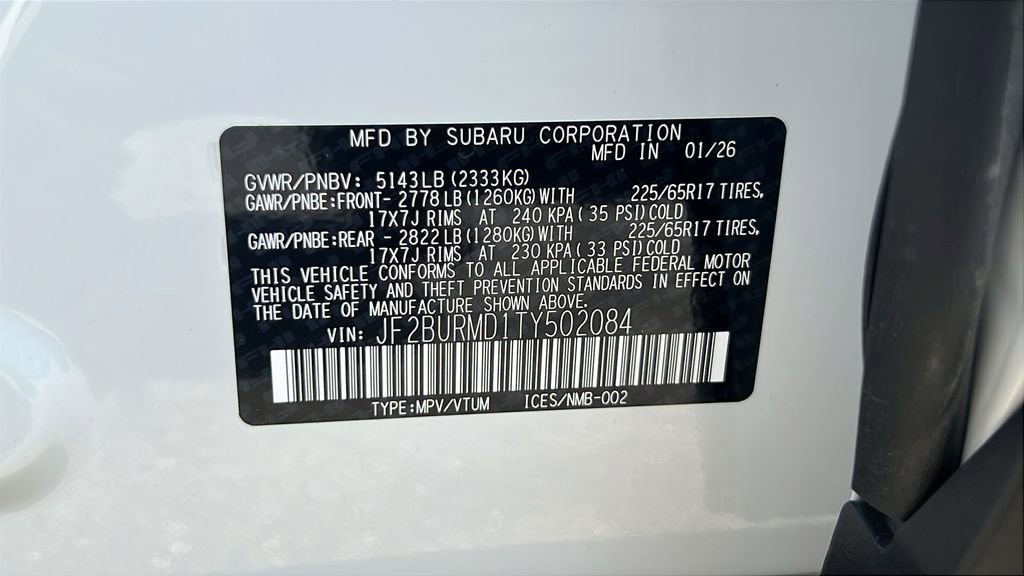 MFD BY SUBARU CORPORATION
MFD IN 01/26
GVWR/PNBV: 5143LB (2333KG)
GAWR/PNBE:FRONT- 2778 LB(1260KG)WITH 225/65R17 TIRES,
17X7J RIMS AT 240 KPA (35 PSI)COLD
GAWR/PNBE:REAR - 2822 LB(1280KG)WITH 225/65R17 TIRES,
17X7J RIMS AT 230 KPA (33 PSI)COLD
THIS VEHICLE CONFORMS TO ALL APPLICABLE FEDERAL MOTOR
VEHICLE SAFETY AND THEFT PREVENTION STANDARDS IN EFFECT ON
THE DATE OF MANUFACTURE SHOWN ABOVE.
VIN: JF2BURMD1TY502084
TYPE:MPV/VTUM ICES/NMB-002